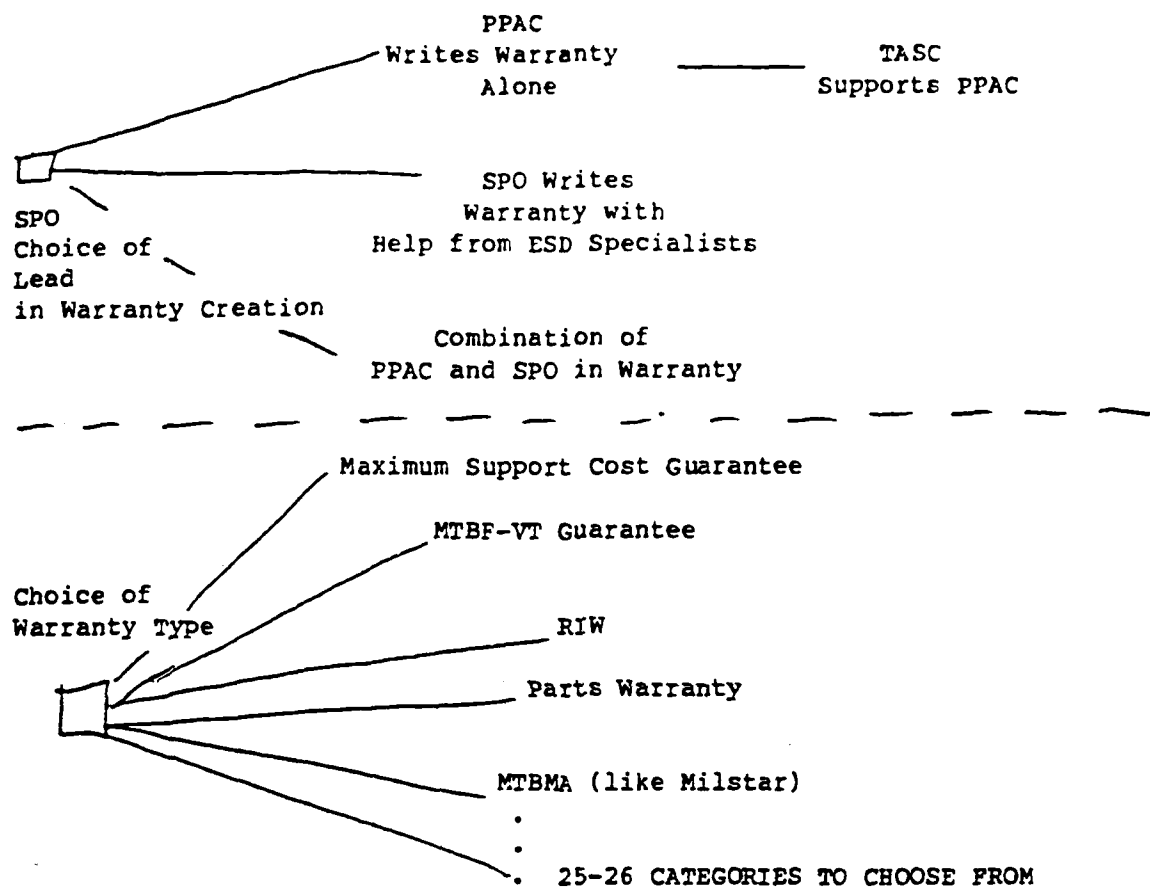 PPAC
Writes Warranty
Alone
TASC
Supports PPAC
SPO Writes
Warranty with
Help from ESD Specialists
SPO
Choice of
Lead
in Warranty Creation
Combination of
PPAC and SPO in Warranty
Maximum Support Cost Guarantee
MTBF-VT Guarantee
Choice of
Warranty Type
RIW
Parts Warranty
MTBMA (like Milstar)
.
.
. 25-26 CATEGORIES TO CHOOSE FROM